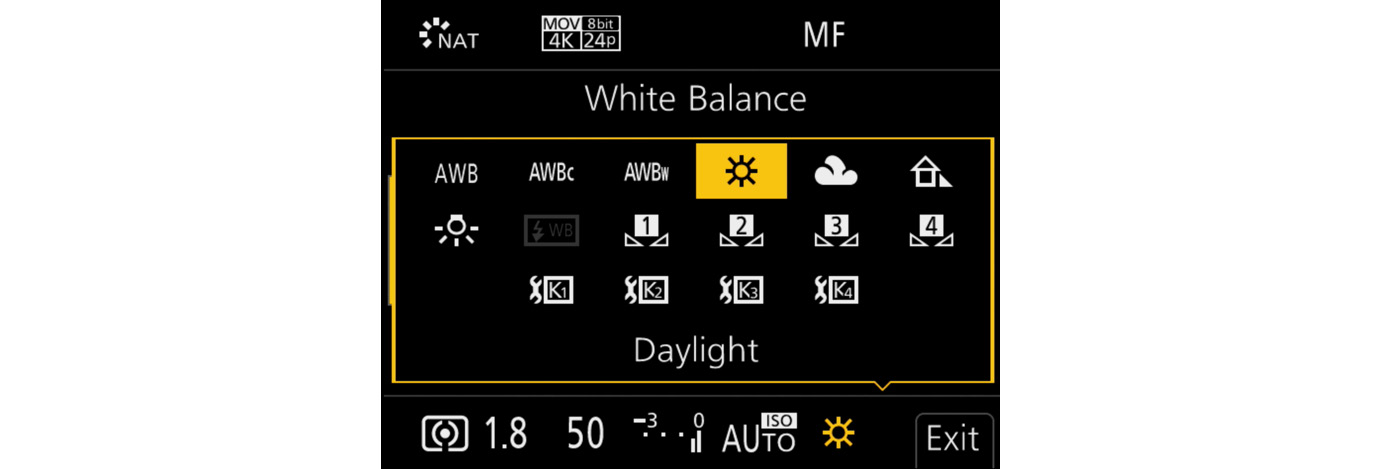 NAT MOV 8bit 4K 24p MF
White Balance
AWB AWBc AWBw
WB 1 2 3 4
K1 K2 K3 K4
Daylight
1.8 50 -3 0 AUTO ISO Exit